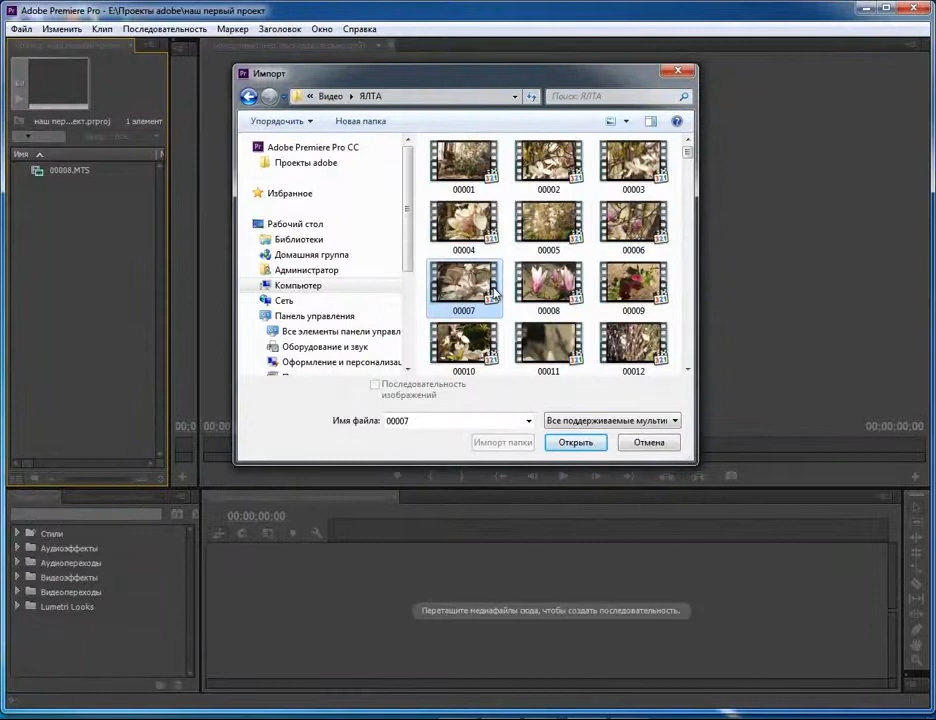 Adobe Premiere Pro - E:\Проекты adobe\наш первый проект
Файл Изменить Клип Последовательность Маркер Заголовок Окно Справка
Импорт
« Видео ЯЛТА
Поиск: ЯЛТА
Упорядочить Новая папка
наш пер...ект.prproj 1 элемент
Имя
00008.MTS
Adobe Premiere Pro CC
Проекты adobe
Избранное
Рабочий стол
Библиотеки
Домашняя группа
Администратор
Компьютер
Сеть
Панель управления
Все элементы панели управл
Оборудование и звук
Оформление и персонализа
00001 00002 00003
00004 00005 00006
00007 00008 00009
00010 00011 00012
Последовательность
изображений
Имя файла: 00007
Все поддерживаемые мульти
Импорт папки Открыть Отмена
00;00;00;00
00:00:00:00
Стили
Аудиоэффекты
Аудиопереходы
Видеоэффекты
Видеопереходы
Lumetri Looks
Перетащите медиафайлы сюда, чтобы создать последовательность.